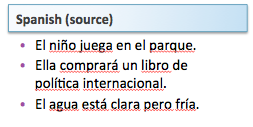 Spanish (source)
• El niño juega en el parque.
• Ella comprará un libro de
política internacional.
• El agua está clara pero fría.